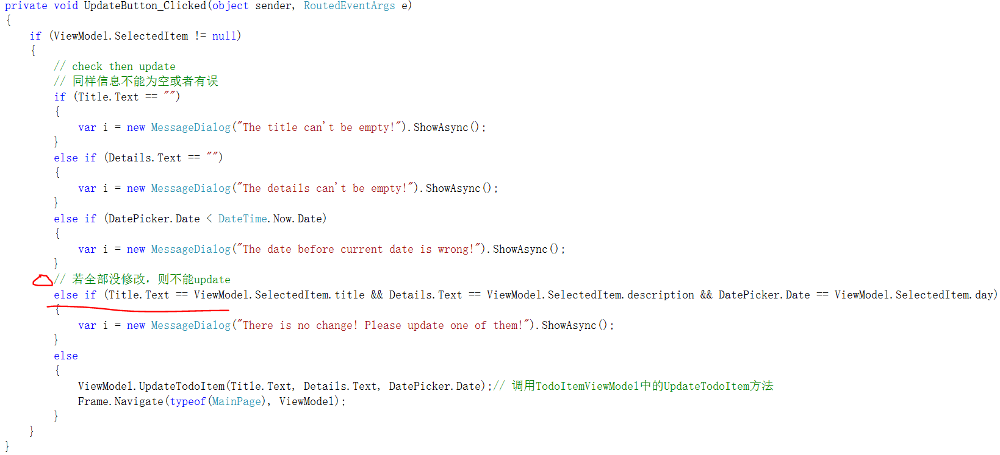 private void UpdateButton_Clicked(object sender, RoutedEventArgs e)
{
    if (ViewModel.SelectedItem != null)
    {
        // check then update
        // 同样信息不能为空或者有误
        if (Title.Text == "")
        {
            var i = new MessageDialog("The title can't be empty!").ShowAsync();
        }
        else if (Details.Text == "")
        {
            var i = new MessageDialog("The details can't be empty!").ShowAsync();
        }
        else if (DatePicker.Date < DateTime.Now.Date)
        {
            var i = new MessageDialog("The date before current date is wrong!").ShowAsync();
        }
        // 若全部没修改，则不能update
        else if (Title.Text == ViewModel.SelectedItem.title && Details.Text == ViewModel.SelectedItem.description && DatePicker.Date == ViewModel.SelectedItem.day)
        {
            var i = new MessageDialog("There is no change! Please update one of them!").ShowAsync();
        }
        else
        {
            ViewModel.UpdateTodoItem(Title.Text, Details.Text, DatePicker.Date);// 调用TodoItemViewModel中的UpdateTodoItem方法
            Frame.Navigate(typeof(MainPage), ViewModel);
        }
    }
}